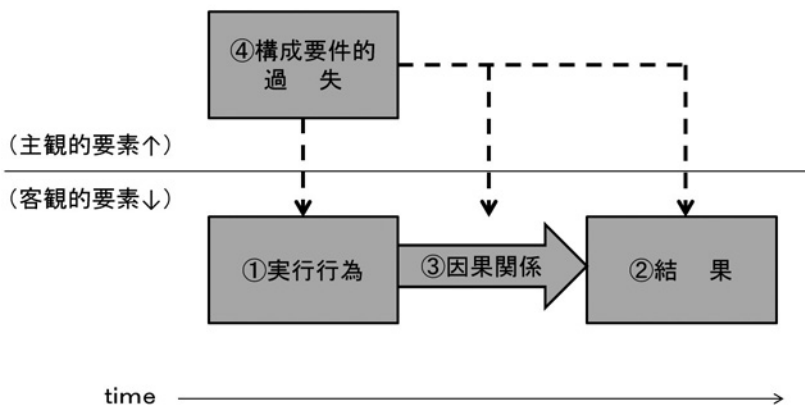 ④構成要件的
過　失
（主観的要素↑）
（客観的要素↓）
①実行行為
③因果関係
②結　果
time